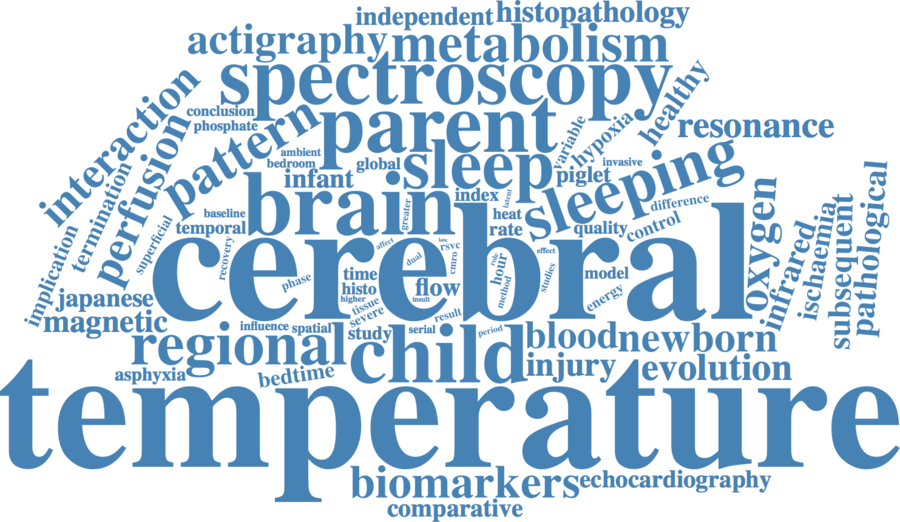 independent
histopathology
actigraphy
metabolism
spectroscopy
interaction
conclusion
phosphate
parent
healthy
resonance
pattern
perfusion
termination
ambient
bedroom
global
sleep
variable
hypoxia
invasive
piglet
infant
brain
index
sleeping
greater
heat
rate
difference
control
quality
oxygen
infrared
ischaemia
subsequent
pathological
implication
superficial
baseline
temporal
cerebral
recovery
affect
late
rsvc
dual
cmro
role
hour
method
effect
studies
phase
time
histo
higher
tissue
severe
flow
insult
model
energy
japanese
magnetic
influence
spatial
study
serial
result
period
regional
child
blood
newborn
asphyxia
bedtime
injury
evolution
temperature
biomarkers
echocardiography
comparative